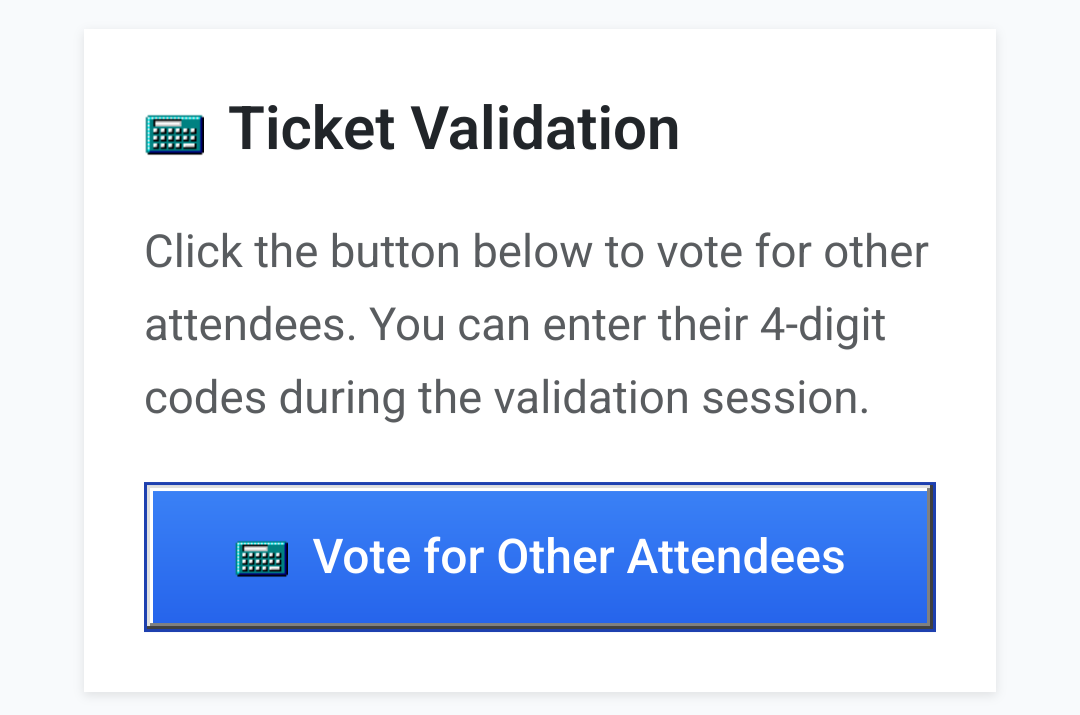 Ticket Validation
Click the button below to vote for other
attendees. You can enter their 4-digit
codes during the validation session.
Vote for Other Attendees